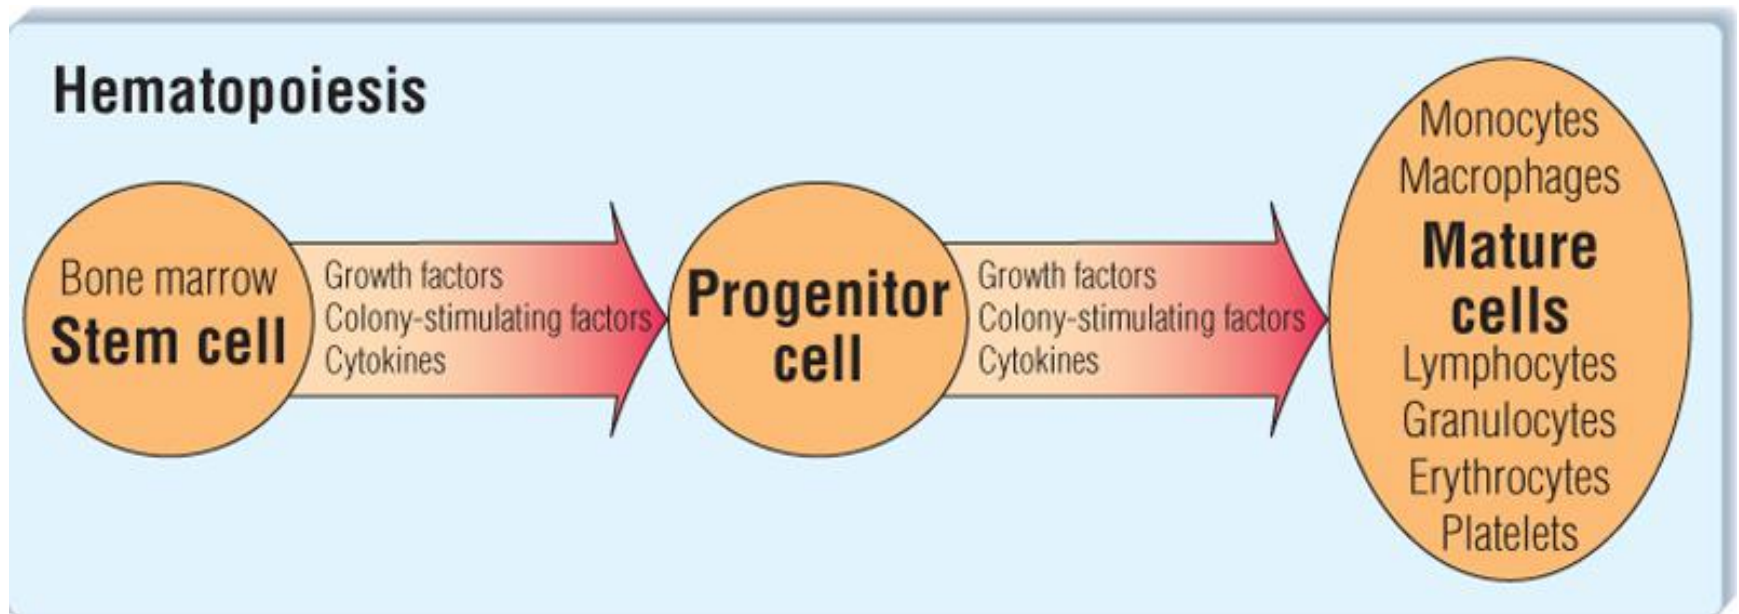 Hematopoiesis
Bone marrow
Stem cell
Growth factors
Colony-stimulating factors
Cytokines
Progenitor
cell
Growth factors
Colony-stimulating factors
Cytokines
Monocytes
Macrophages
Mature
cells
Lymphocytes
Granulocytes
Erythrocytes
Platelets